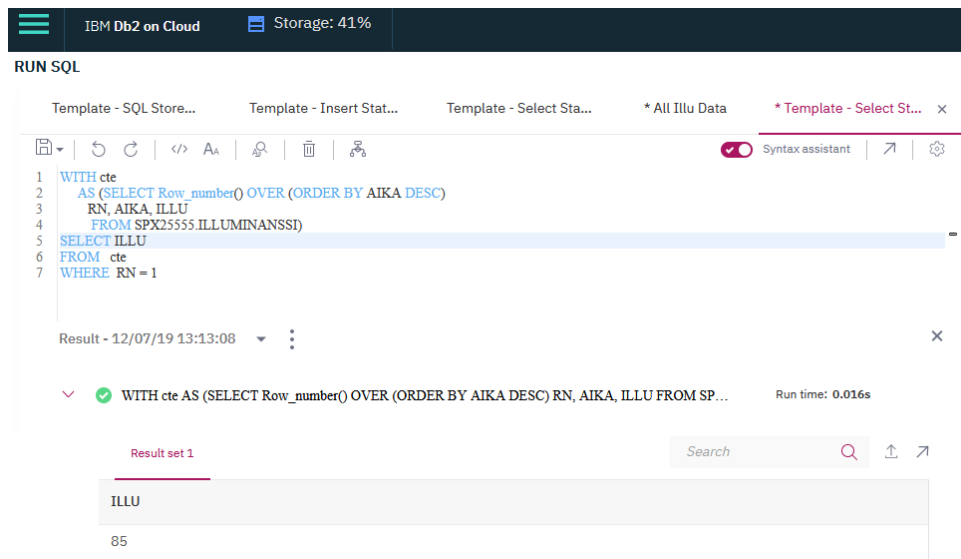 IBM Db2 on Cloud Storage: 41%
RUN SQL
Template - SQL Store... Template - Insert Stat... Template - Select Sta... * All Illu Data * Template - Select St... ×
</> AA Syntax assistant
1 WITH cte
2 AS (SELECT Row_number() OVER (ORDER BY AIKA DESC)
3 RN, AIKA, ILLU
4 FROM SPX25555.ILLUMINANSSI)
5 SELECT ILLU
6 FROM cte
7 WHERE RN = 1
Result - 12/07/19 13:13:08
WITH cte AS (SELECT Row_number() OVER (ORDER BY AIKA DESC) RN, AIKA, ILLU FROM SP... Run time: 0.016s
Result set 1 Search
ILLU
85